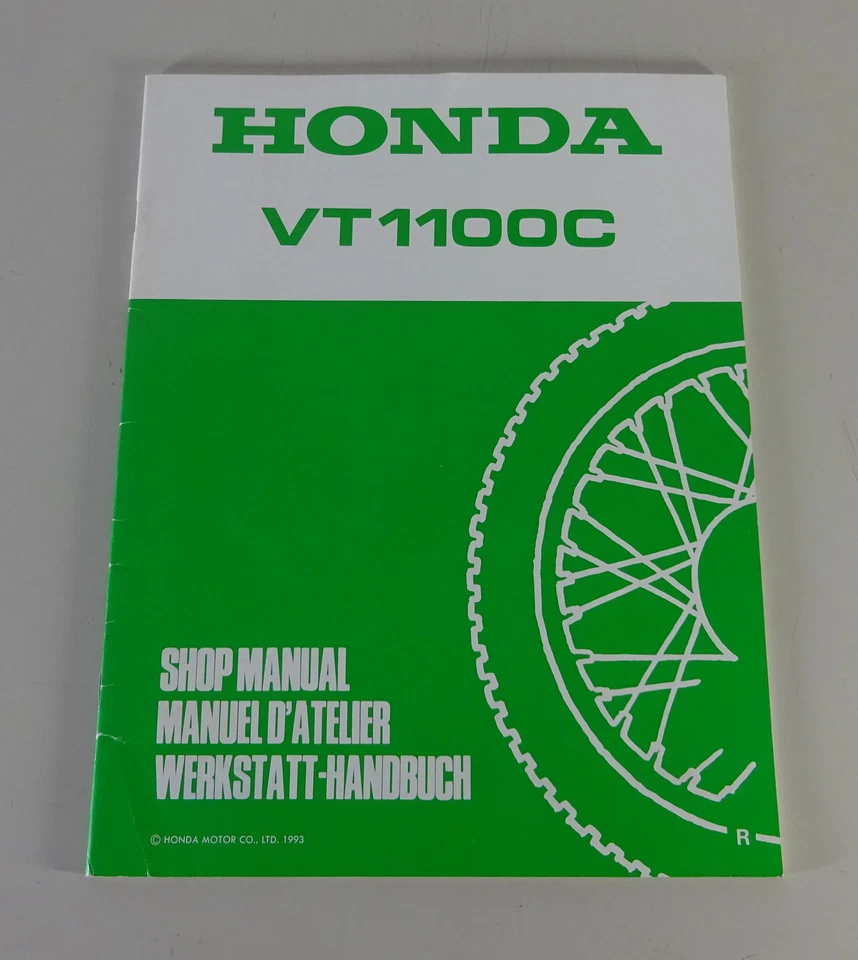 HONDA
VT1100C
SHOP MANUAL
MANUEL D'ATELIER
WERKSTATT-HANDBUCH
© HONDA MOTOR CO., LTD. 1993
R